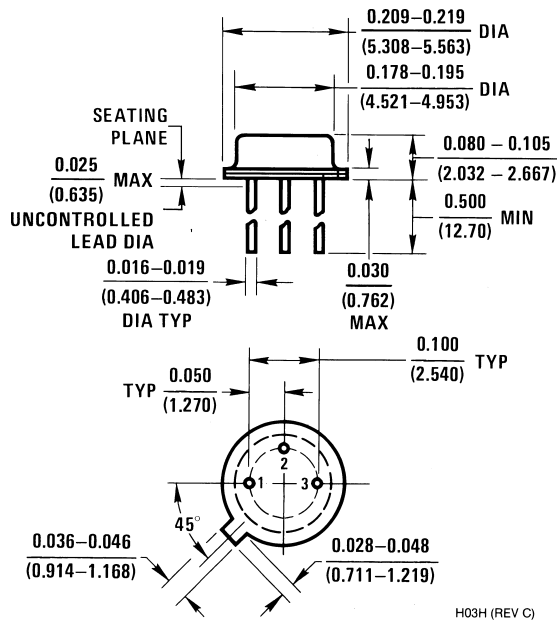 0.209–0.219
(5.308–5.563) DIA
0.178–0.195
(4.521–4.953) DIA
SEATING
PLANE
0.025
(0.635) MAX
UNCONTROLLED
LEAD DIA
0.080 – 0.105
(2.032 – 2.667)
0.500
(12.70) MIN
0.016–0.019
(0.406–0.483)
DIA TYP
0.030
(0.762)
MAX
0.100
(2.540) TYP
TYP 0.050
(1.270)
2
1
3
45°
0.036–0.046
(0.914–1.168)
0.028–0.048
(0.711–1.219)
H03H (REV C)